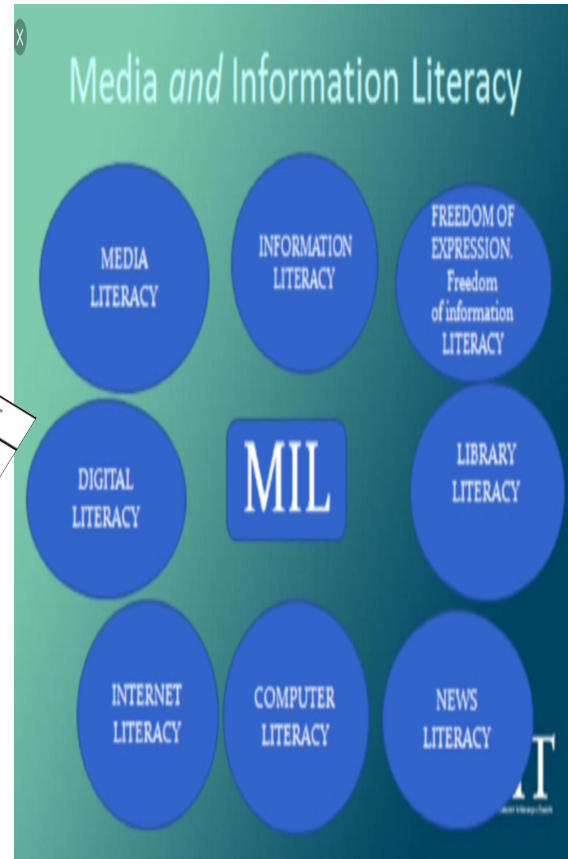 X
Media and Information Literacy
MEDIA
LITERACY
INFORMATION
LITERACY
FREEDOM OF
EXPRESSION.
Freedom
of information
LITERACY
DIGITAL
LITERACY
MIL
LIBRARY
LITERACY
INTERNET
LITERACY
COMPUTER
LITERACY
NEWS
LITERACY